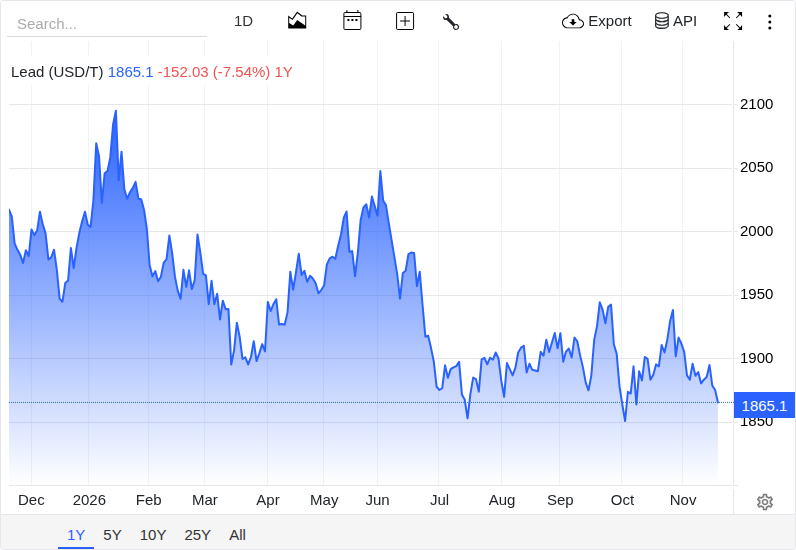 Search... 1D Export API
Lead (USD/T) 1865.1 -152.03 (-7.54%) 1Y
2100
2050
2000
1950
1900
1865.1
1850
Dec 2026 Feb Mar Apr May Jun Jul Aug Sep Oct Nov
1Y 5Y 10Y 25Y All